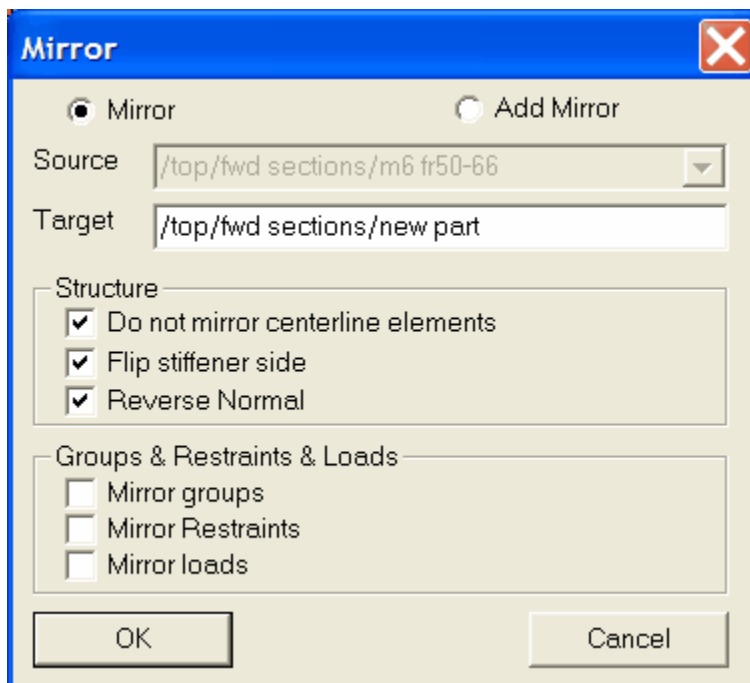 Mirror
Mirror Add Mirror
Source /top/fwd sections/m6 fr50-66
Target /top/fwd sections/new part
Structure
Do not mirror centerline elements
Flip stiffener side
Reverse Normal
Groups & Restraints & Loads
Mirror groups
Mirror Restraints
Mirror loads
OK Cancel